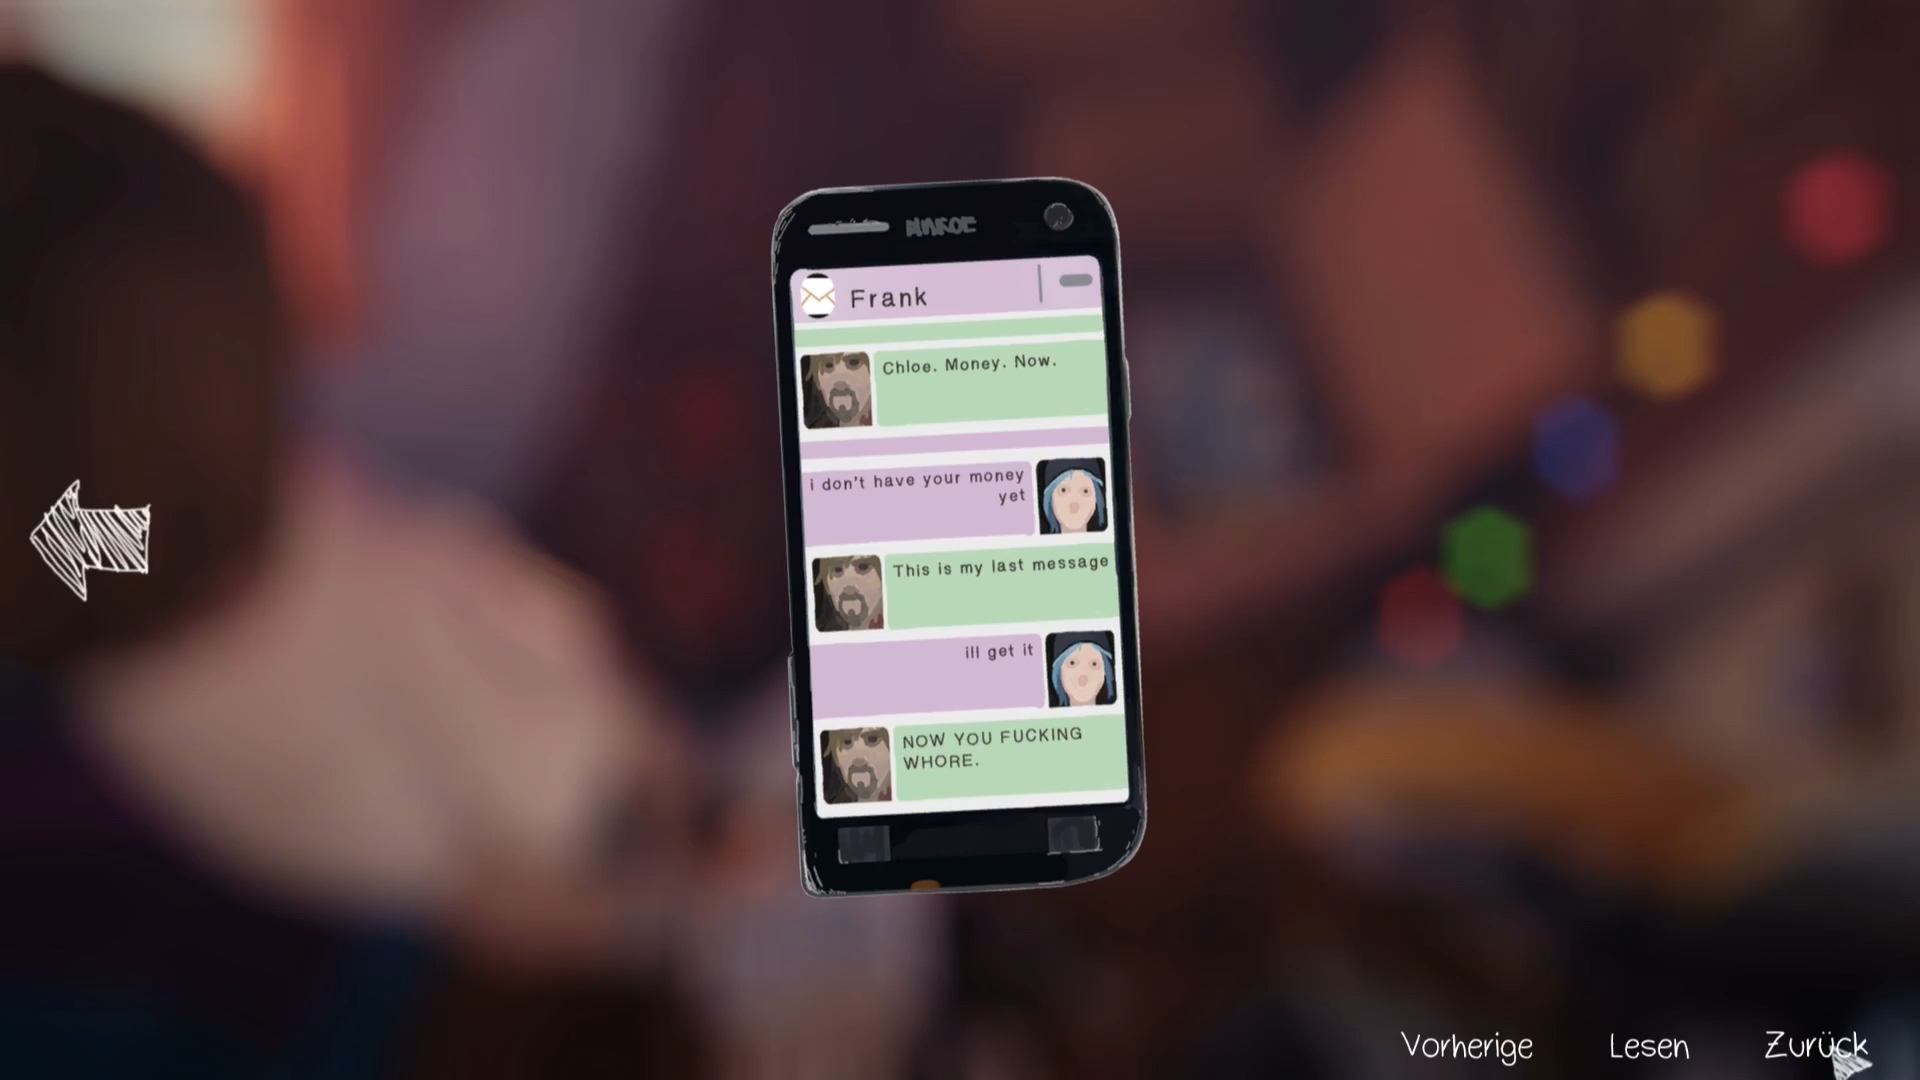 Frank
Chloe. Money. Now.
i don't have your money
yet
This is my last message
ill get it
NOW YOU FUCKING
WHORE.
Vorherige
Lesen
Zurück